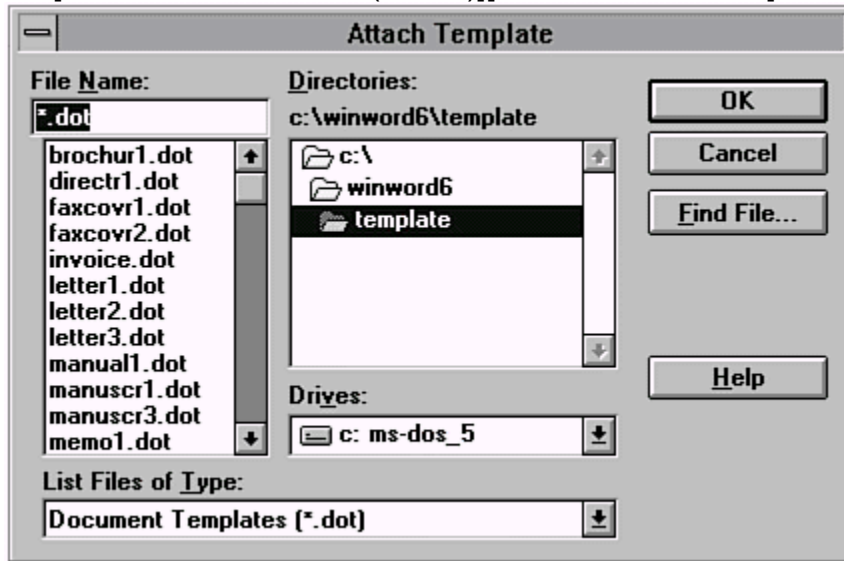 Attach Template
File Name:
*.dot
brochur1.dot
directr1.dot
faxcovr1.dot
faxcovr2.dot
invoice.dot
letter1.dot
letter2.dot
letter3.dot
manual1.dot
manuscr1.dot
manuscr3.dot
memo1.dot
Directories:
c:\winword6\template
c:\
winword6
template
Drives:
c: ms-dos_5
OK
Cancel
Find File...
Help
List Files of Type:
Document Templates (*.dot)